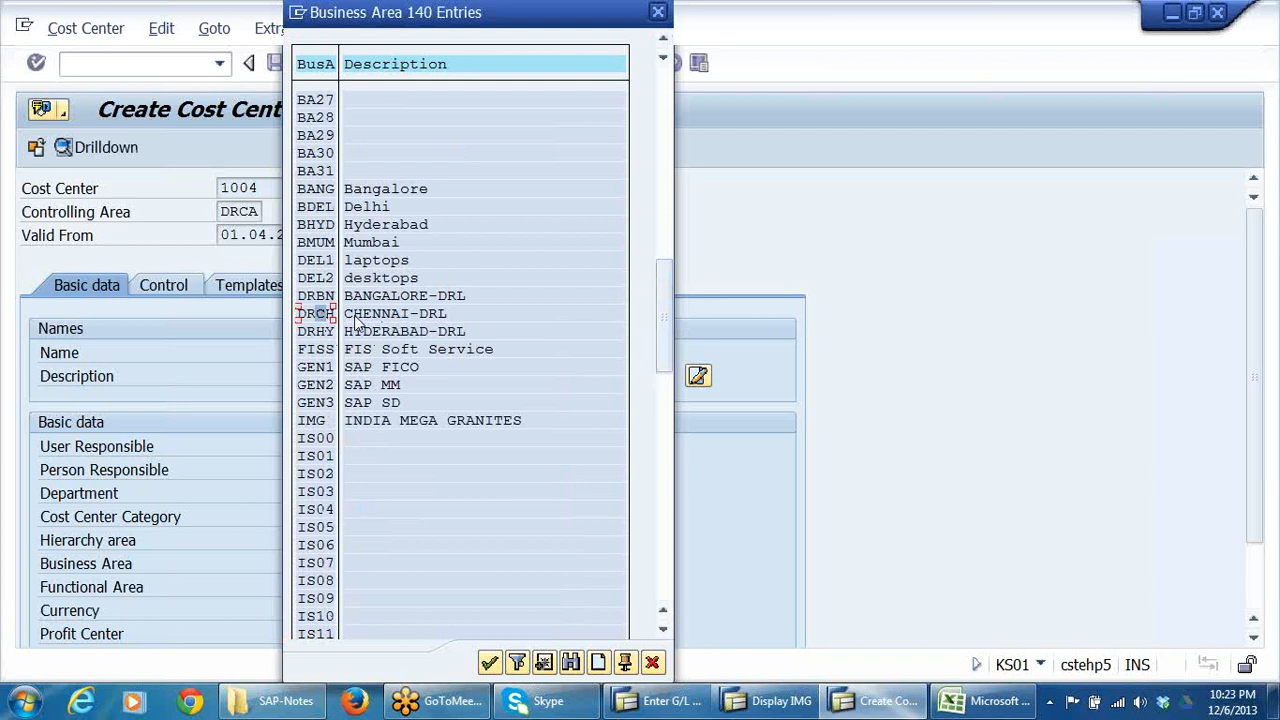 Business Area 140 Entries
Cost Center Edit Goto Extr
BusA Description
Create Cost Cent
Drilldown
Cost Center 1004
Controlling Area DRCA
Valid From 01.04.2
Basic data Control Templates
Names
Name
Description
Basic data
User Responsible
Person Responsible
Department
Cost Center Category
Hierarchy area
Business Area
Functional Area
Currency
Profit Center
BA27
BA28
BA29
BA30
BA31
BANG Bangalore
BDEL Delhi
BHYD Hyderabad
BMUM Mumbai
DEL1 laptops
DEL2 desktops
DRBN BANGALORE-DRL
DRCH CHENNAI-DRL
DRHY HYDERABAD-DRL
FISS FIS Soft Service
GEN1 SAP FICO
GEN2 SAP MM
GEN3 SAP SD
IMG INDIA MEGA GRANITES
IS00
IS01
IS02
IS03
IS04
IS05
IS06
IS07
IS08
IS09
IS10
IS11
KS01 cstehp5 INS
SAP-Notes GoToMee... Skype Enter G/L ... Display IMG Create Co... Microsoft ...
10:23 PM
12/6/2013